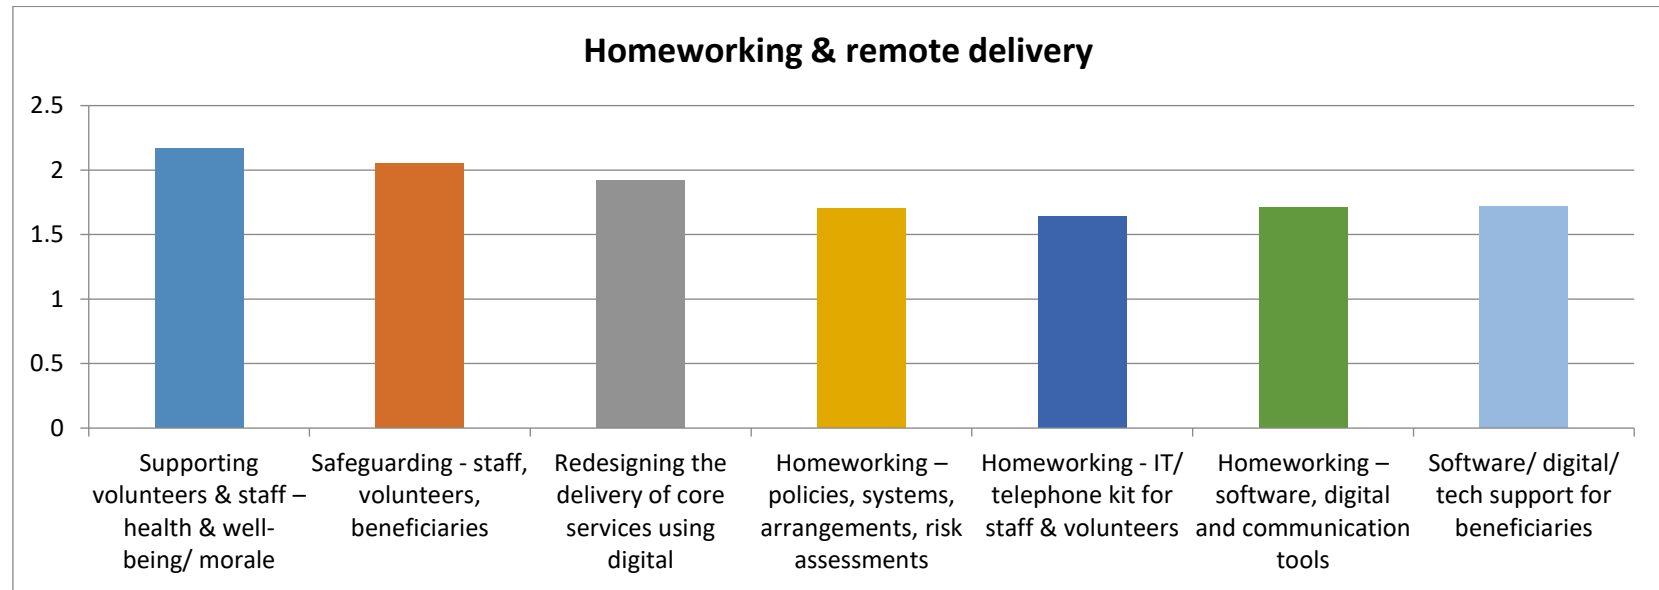 Homeworking & remote delivery
2.5
2
1.5
1
0.5
0
Supporting
volunteers & staff –
health & well-
being/ morale
Safeguarding - staff,
volunteers,
beneficiaries
Redesigning the
delivery of core
services using
digital
Homeworking –
policies, systems,
arrangements, risk
assessments
Homeworking - IT/
telephone kit for
staff & volunteers
Homeworking –
software, digital
and communication
tools
Software/ digital/
tech support for
beneficiaries